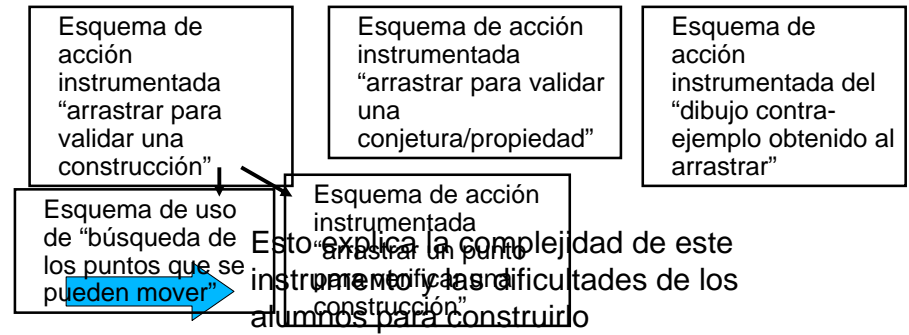 Esquema de
acción
instrumentada
“arrastrar para
validar una
construcción”
Esquema de acción
instrumentada
“arrastrar para validar
una
conjetura/propiedad”
Esquema de
acción
instrumentada del
“dibujo contra-
ejemplo obtenido al
arrastrar”
Esquema de uso
de “búsqueda de
los puntos que se
pueden mover”
Esquema de acción
instrumentada
“arrastrar un punto
para verificar una
construcción”
Esto explica la complejidad de este
instrumento y las dificultades de los
alumnos para construirlo